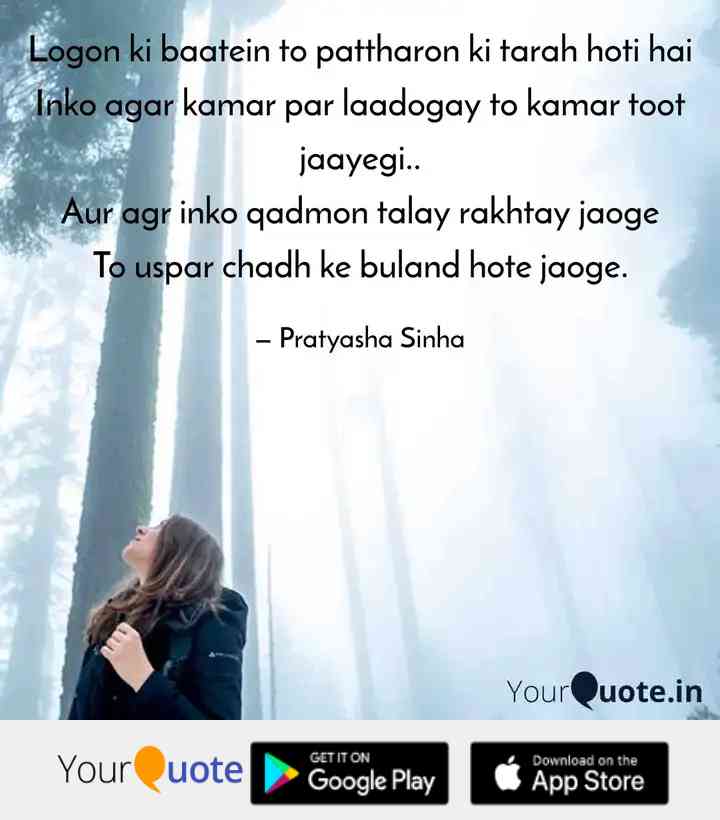 Logon ki baatein to pattharon ki tarah hoti hai
Inko agar kamar par laadogay to kamar toot
jaayegi..
Aur agr inko qadmon talay rakhtay jaoge
To uspar chadh ke buland hote jaoge.
– Pratyasha Sinha
YourQuote.in
YourQuote
GET IT ON
Google Play
Download on the
App Store